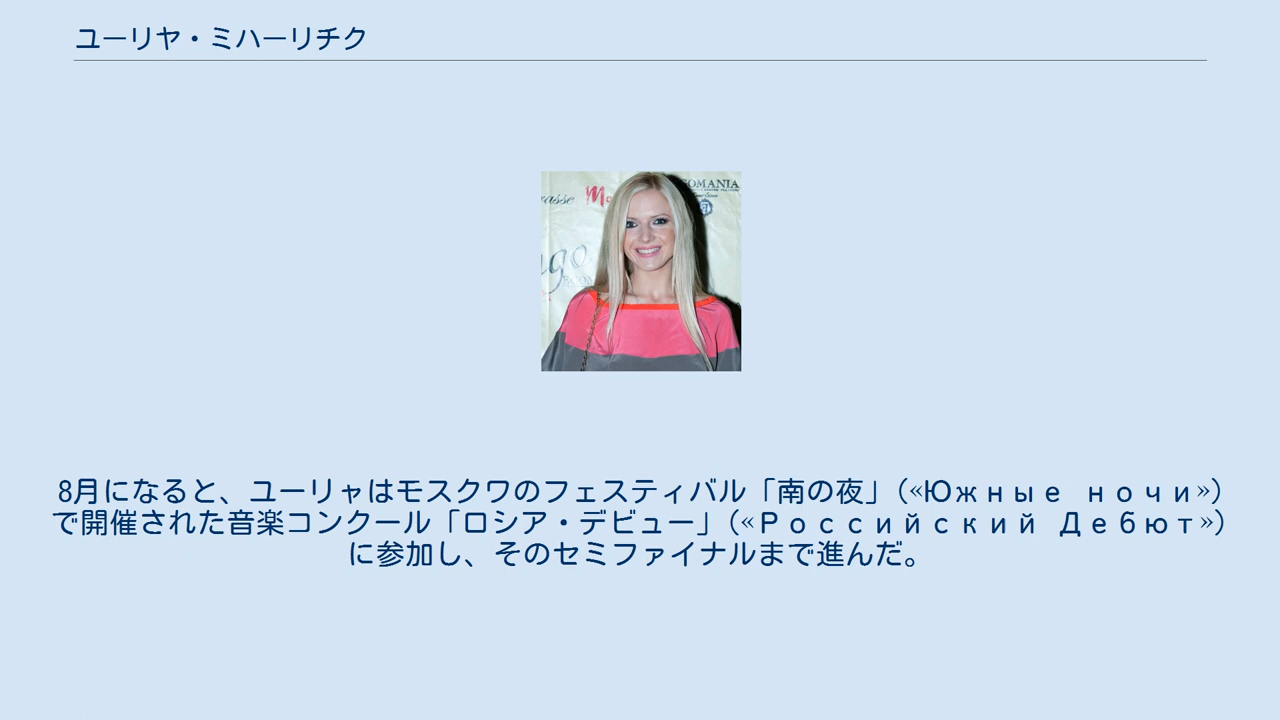 ユーリヤ・ミハーリチク
asse
OMANIA
go
8月になると、ユーリャはモスクワのフェスティバル「南の夜」(«Южные ночи»)
で開催された音楽コンクール「ロシア・デビュー」(«Российский Дебют»)
に参加し、そのセミファイナルまで進んだ。